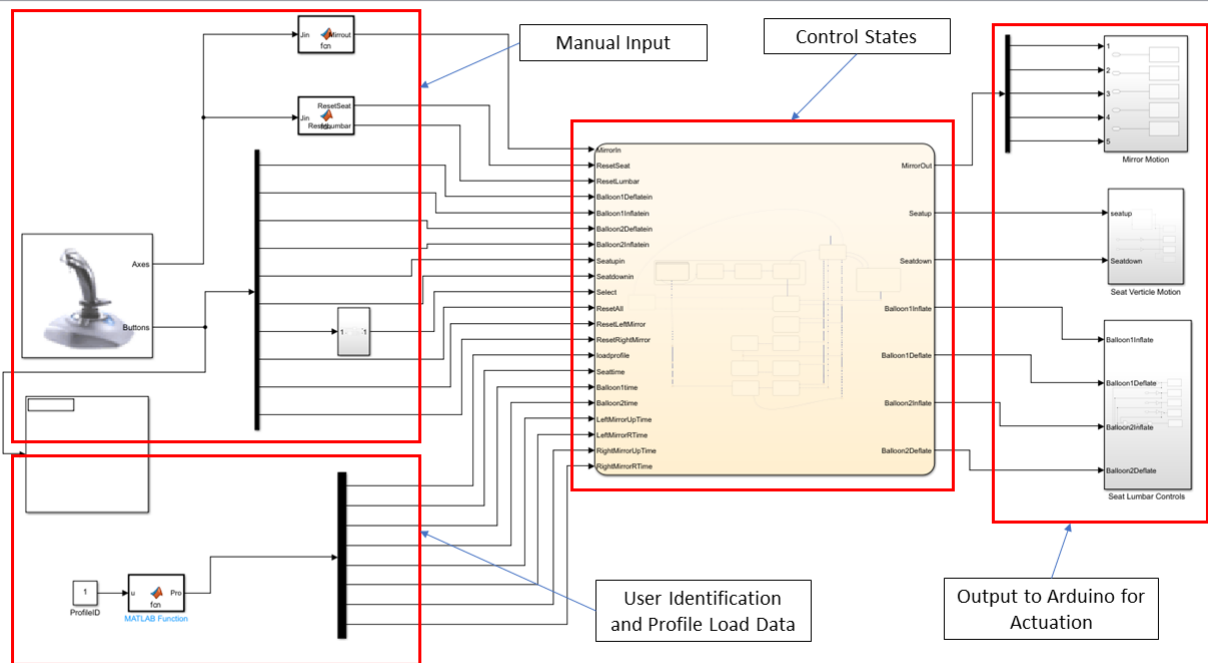 Manual Input
Control States
Jin
Mirrout
fcn
Jin
ResetSeat
ResetLumbar
Axes
Buttons
1
1
MirrorIn
ResetSeat
ResetLumbar
Balloon1Deflatein
Balloon1Inflatein
Balloon2Deflatein
Balloon2Inflatein
Seatupin
Seatdownin
Select
ResetAll
ResetLeftMirror
ResetRightMirror
loadprofile
Seattime
Balloon1time
Balloon2time
LeftMirrorUpTime
LeftMirrorRTime
RightMirrorUpTime
RightMirrorRTime
MirrorOut
Seatup
Seatdown
Balloon1Inflate
Balloon1Deflate
Balloon2Inflate
Balloon2Deflate
1
2
3
4
5
Mirror Motion
seatup
Seatdown
Seat Verticle Motion
Balloon1Inflate
Balloon1Deflate
Balloon2Inflate
Balloon2Deflate
Seat Lumbar Controls
1
ProfileID
u
Pro
fcn
MATLAB Function
User Identification
and Profile Load Data
Output to Arduino for
Actuation